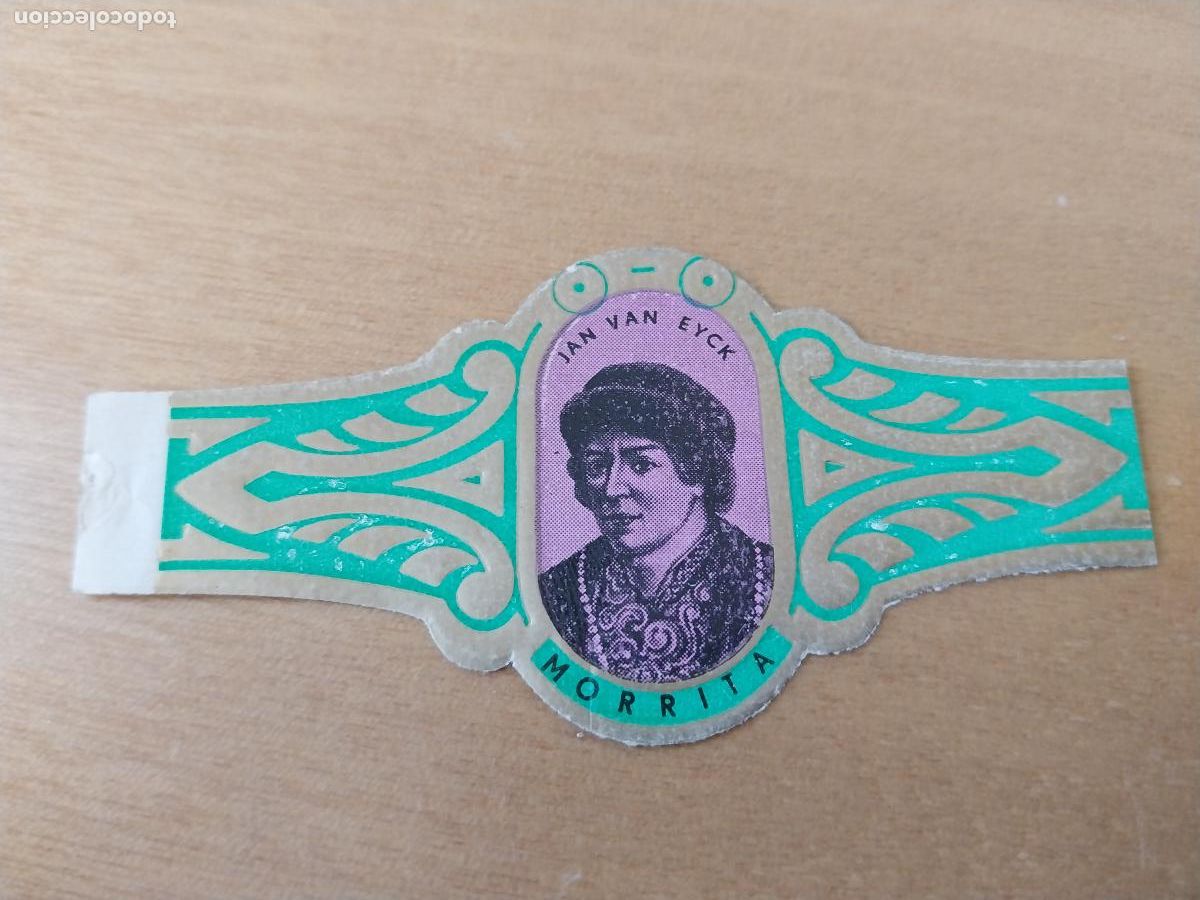 todocoleccion
JAN VAN EYCK
MORRITA